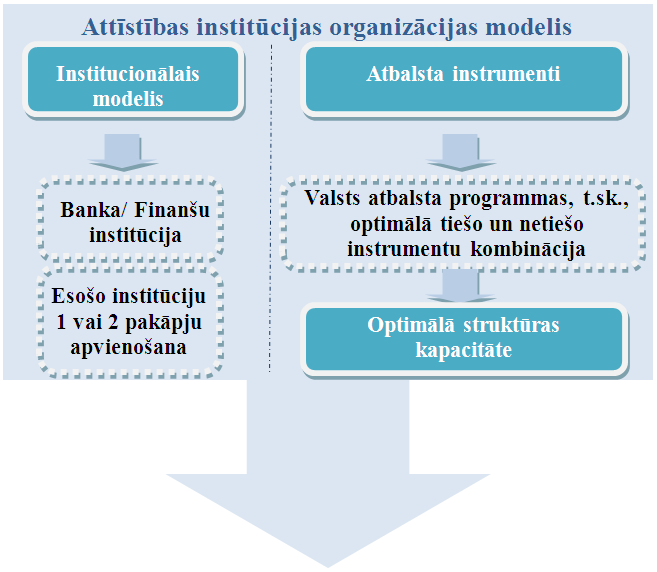 Attīstības institūcijas organizācijas modelis
Institucionālais
modelis
Banka/ Finanšu
institūcija
Esošo institūciju
1 vai 2 pakāpju
apvienošana
Atbalsta instrumenti
Valsts atbalsta programmas, t.sk.,
optimālā tiešo un netiešo
instrumentu kombinācija
Optimālā struktūras
kapacitāte